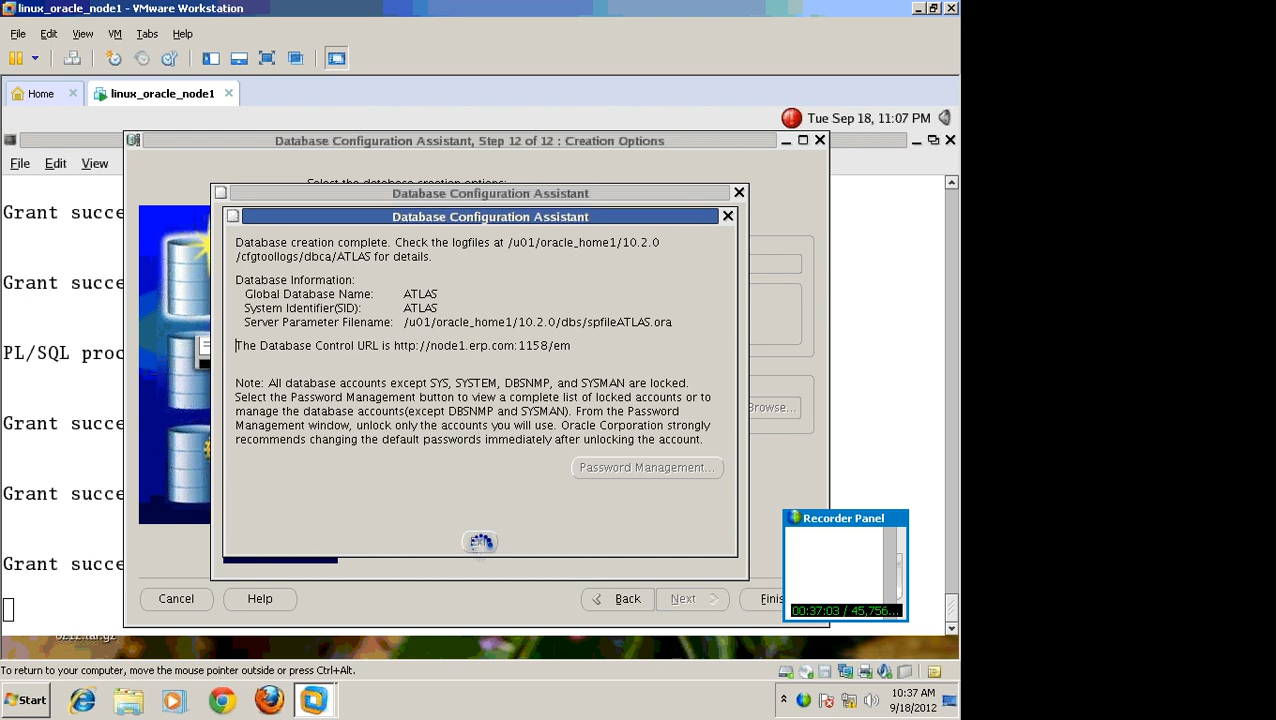 linux_oracle_node1 - VMware Workstation
File Edit View VM Tabs Help
Home linux_oracle_node1
Tue Sep 18, 11:07 PM
Database Configuration Assistant, Step 12 of 12 : Creation Options
File Edit View
Select the database creation options:
Database Configuration Assistant
Database Configuration Assistant
Grant succe
Database creation complete. Check the logfiles at /u01/oracle_home1/10.2.0
/cfgtoollogs/dbca/ATLAS for details.
Database Information:
Grant succe
Global Database Name: ATLAS
System Identifier(SID): ATLAS
Server Parameter Filename: /u01/oracle_home1/10.2.0/dbs/spfileATLAS.ora
The Database Control URL is http://node1.erp.com:1158/em
PL/SQL proc
Note: All database accounts except SYS, SYSTEM, DBSNMP, and SYSMAN are locked.
Select the Password Management button to view a complete list of locked accounts or to
manage the database accounts(except DBSNMP and SYSMAN). From the Password
Management window, unlock only the accounts you will use. Oracle Corporation strongly
recommends changing the default passwords immediately after unlocking the account.
Browse...
Grant succe
Password Management...
Grant succe
Recorder Panel
Grant succe
Cancel Help Back Next Finis
00:37:03 / 45,756...
To return to your computer, move the mouse pointer outside or press Ctrl+Alt.
Start
10:37 AM
9/18/2012